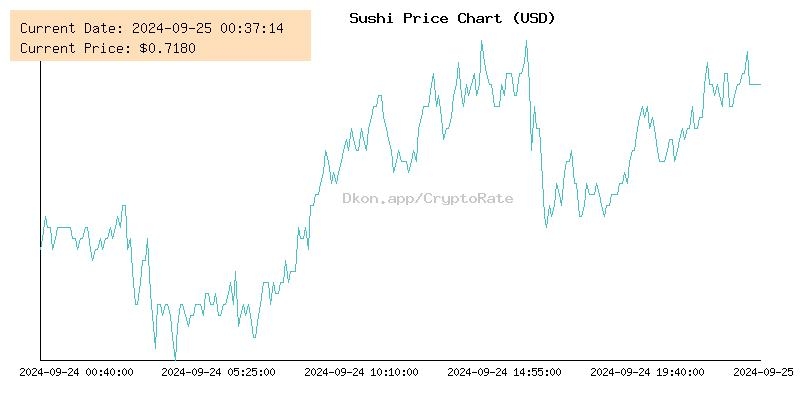 Sushi Price Chart (USD)
Current Date: 2024-09-25 00:37:14
Current Price: $0.7180
Dkon.app/CryptoRate
2024-09-24 00:40:00 2024-09-24 05:25:00 2024-09-24 10:10:00 2024-09-24 14:55:00 2024-09-24 19:40:00 2024-09-25